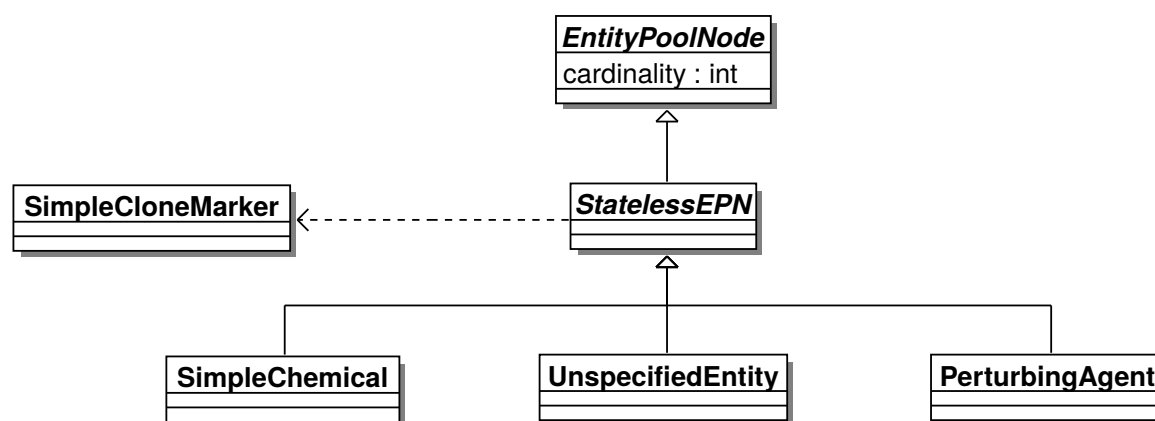 EntityPoolNode
cardinality : int
SimpleCloneMarker
StatelessEPN
SimpleChemical
UnspecifiedEntity
PerturbingAgent